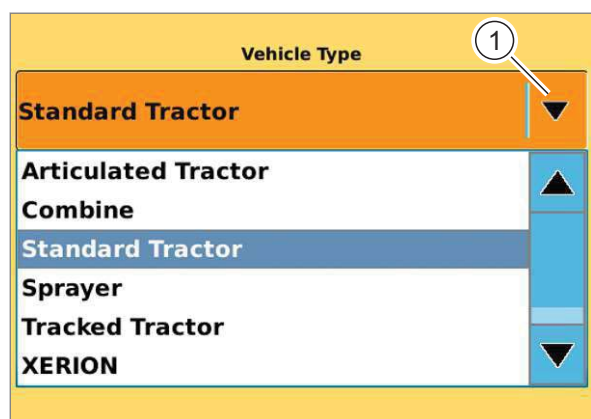 Vehicle Type
1
Standard Tractor
Articulated Tractor
Combine
Standard Tractor
Sprayer
Tracked Tractor
XERION